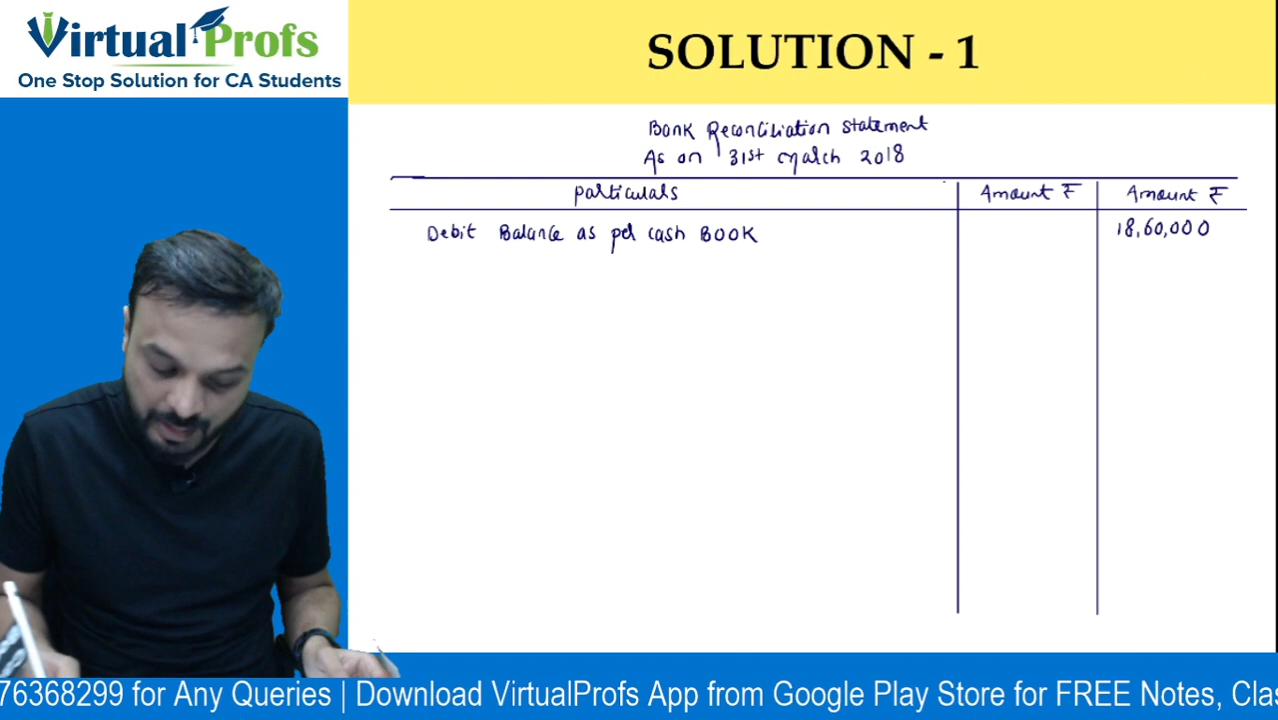 Virtual Profs
One Stop Solution for CA Students
SOLUTION - 1
Bank Reconciliation Statement
As on 31st March 2018
Particulars Amount ₹ Amount ₹
Debit Balance as per cash BOOK 18,60,000
76368299 for Any Queries | Download VirtualProfs App from Google Play Store for FREE Notes, Clas